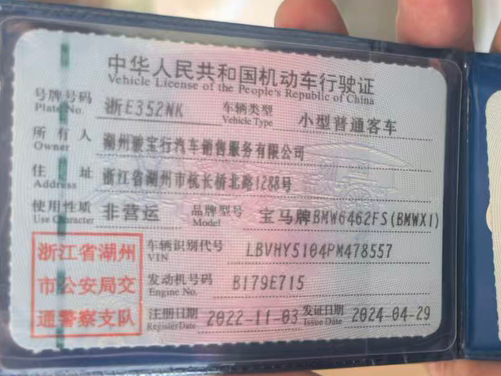 中华人民共和国机动车行驶证
Vehicle License of the People's Republic of China
号牌号码 浙E352NK 车辆类型 小型普通客车
Plate No. Vehicle Type
所有人 湖州骏宝行汽车销售服务有限公司
Owner
住址 浙江省湖州市杭长桥北路1288号
Address
使用性质 非营运 品牌型号 宝马牌BMW6462FS(BMWX1)
Use Character Model
浙江省湖州
市公安局交
通警察支队
车辆识别代号 LBVHY5104PM478557
VIN
发动机号码 B179E715
Engine No.
注册日期 2022-11-03 发证日期 2024-04-29
Register Date Issue Date